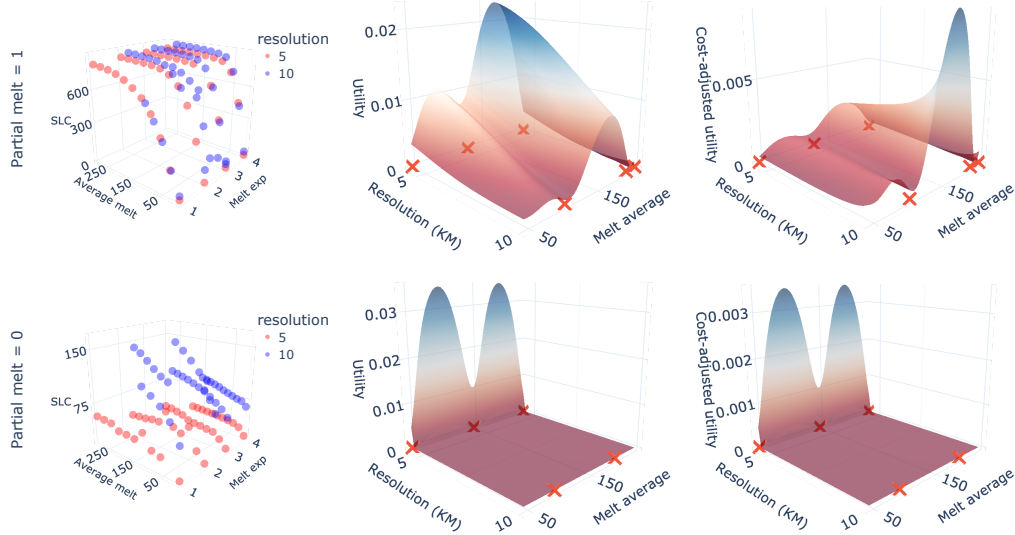 Partial melt = 1
resolution
5
10
SLC
600
300
0
250
150
50
Average melt
1
2
3
4
Melt exp
0.02
0.01
0
Utility
5
10
Resolution (KM)
50
150
Melt average
0.005
0
Cost-adjusted utility
5
10
Resolution (KM)
50
150
Melt average
Partial melt = 0
resolution
5
10
SLC
150
75
250
150
50
Average melt
1
2
3
4
Melt exp
0.03
0.02
0.01
0
Utility
5
10
Resolution (KM)
50
150
Melt average
0.003
0.002
0.001
0
Cost-adjusted utility
5
10
Resolution (KM)
50
150
Melt average